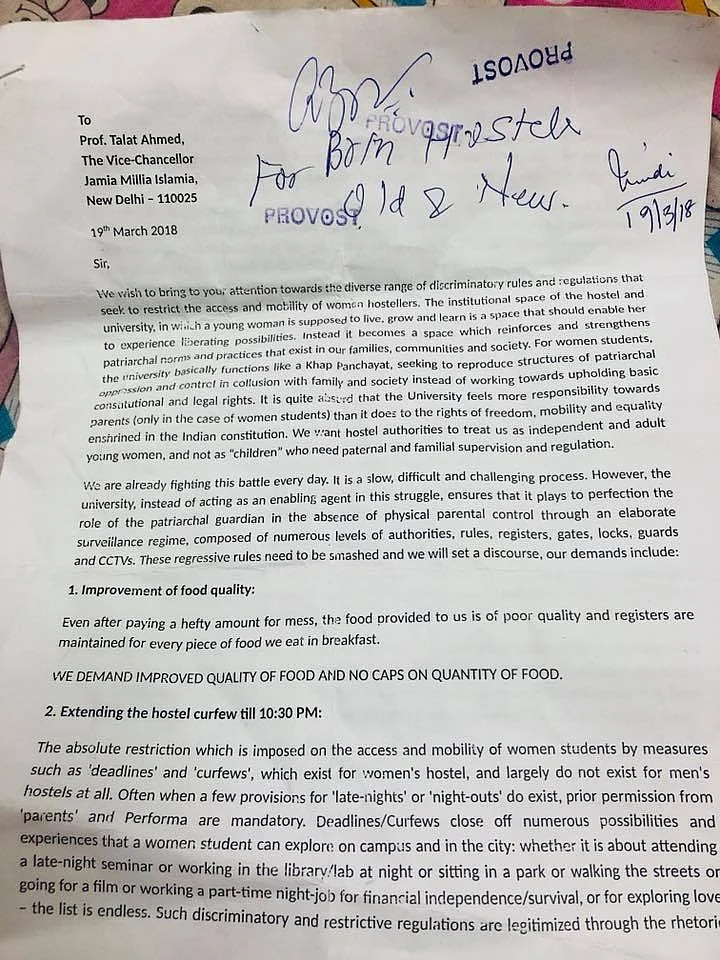 PROVOST
PROVOST
For Both Hostels
Old & New.
PROVOST
19/3/18
To
Prof. Talat Ahmed,
The Vice-Chancellor
Jamia Millia Islamia,
New Delhi – 110025
19th March 2018
Sir,
We wish to bring to your attention towards the diverse range of discriminatory rules and regulations that
seek to restrict the access and mobility of women hostellers. The institutional space of the hostel and
university, in which a young woman is supposed to live, grow and learn is a space that should enable her
to experience liberating possibilities. Instead it becomes a space which reinforces and strengthens
patriarchal norms and practices that exist in our families, communities and society. For women students,
the university basically functions like a Khap Panchayat, seeking to reproduce structures of patriarchal
oppression and control in collusion with family and society instead of working towards upholding basic
constitutional and legal rights. It is quite absurd that the University feels more responsibility towards
parents (only in the case of women students) than it does to the rights of freedom, mobility and equality
enshrined in the Indian constitution. We want hostel authorities to treat us as independent and adult
young women, and not as "children" who need paternal and familial supervision and regulation.
We are already fighting this battle every day. It is a slow, difficult and challenging process. However, the
university, instead of acting as an enabling agent in this struggle, ensures that it plays to perfection the
role of the patriarchal guardian in the absence of physical parental control through an elaborate
surveillance regime, composed of numerous levels of authorities, rules, registers, gates, locks, guards
and CCTVs. These regressive rules need to be smashed and we will set a discourse, our demands include:
1. Improvement of food quality:
Even after paying a hefty amount for mess, the food provided to us is of poor quality and registers are
maintained for every piece of food we eat in breakfast.
WE DEMAND IMPROVED QUALITY OF FOOD AND NO CAPS ON QUANTITY OF FOOD.
2. Extending the hostel curfew till 10:30 PM:
The absolute restriction which is imposed on the access and mobility of women students by measures
such as 'deadlines' and 'curfews', which exist for women's hostel, and largely do not exist for men's
hostels at all. Often when a few provisions for 'late-nights' or 'night-outs' do exist, prior permission from
'parents' and Performa are mandatory. Deadlines/Curfews close off numerous possibilities and
experiences that a women student can explore on campus and in the city: whether it is about attending
a late-night seminar or working in the library/lab at night or sitting in a park or walking the streets or
going for a film or working a part-time night-job for financial independence/survival, or for exploring love
– the list is endless. Such discriminatory and restrictive regulations are legitimized through the rhetori